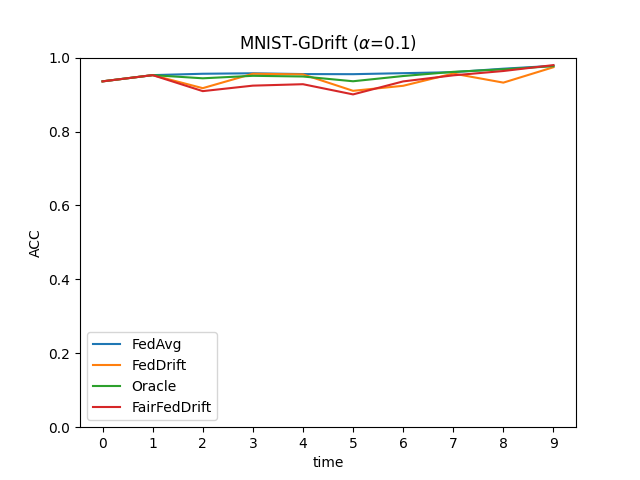 MNIST-GDrift (α=0.1)
ACC
1.0
0.8
0.6
0.4
0.2
0.0
FedAvg
FedDrift
Oracle
FairFedDrift
0 1 2 3 4 5 6 7 8 9
time